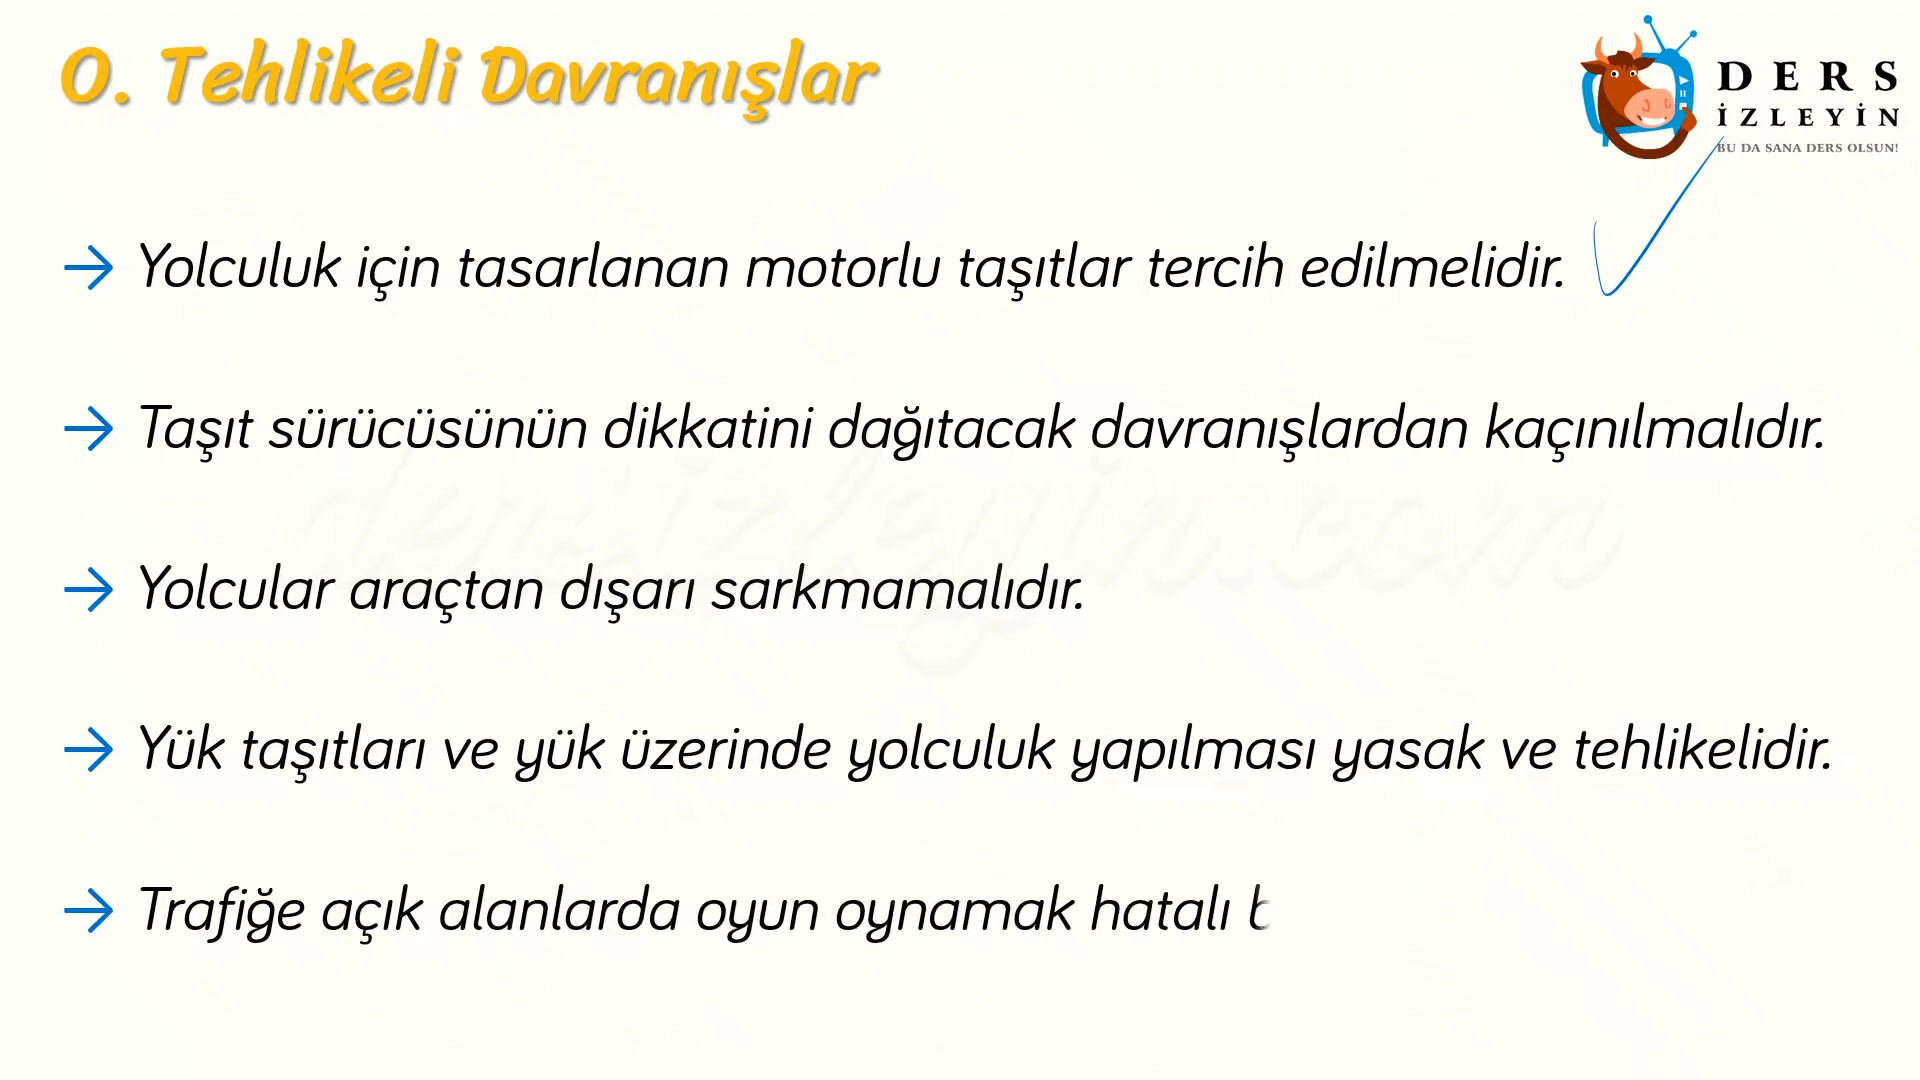 O. Tehlikeli Davranışlar
DERS
İZLEYİN
BU DA SANA DERS OLSUN!
→ Yolculuk için tasarlanan motorlu taşıtlar tercih edilmelidir.
→ Taşıt sürücüsünün dikkatini dağıtacak davranışlardan kaçınılmalıdır.
dersizleyin.com
→ Yolcular araçtan dışarı sarkmamalıdır.
→ Yük taşıtları ve yük üzerinde yolculuk yapılması yasak ve tehlikelidir.
→ Trafiğe açık alanlarda oyun oynamak hatalı